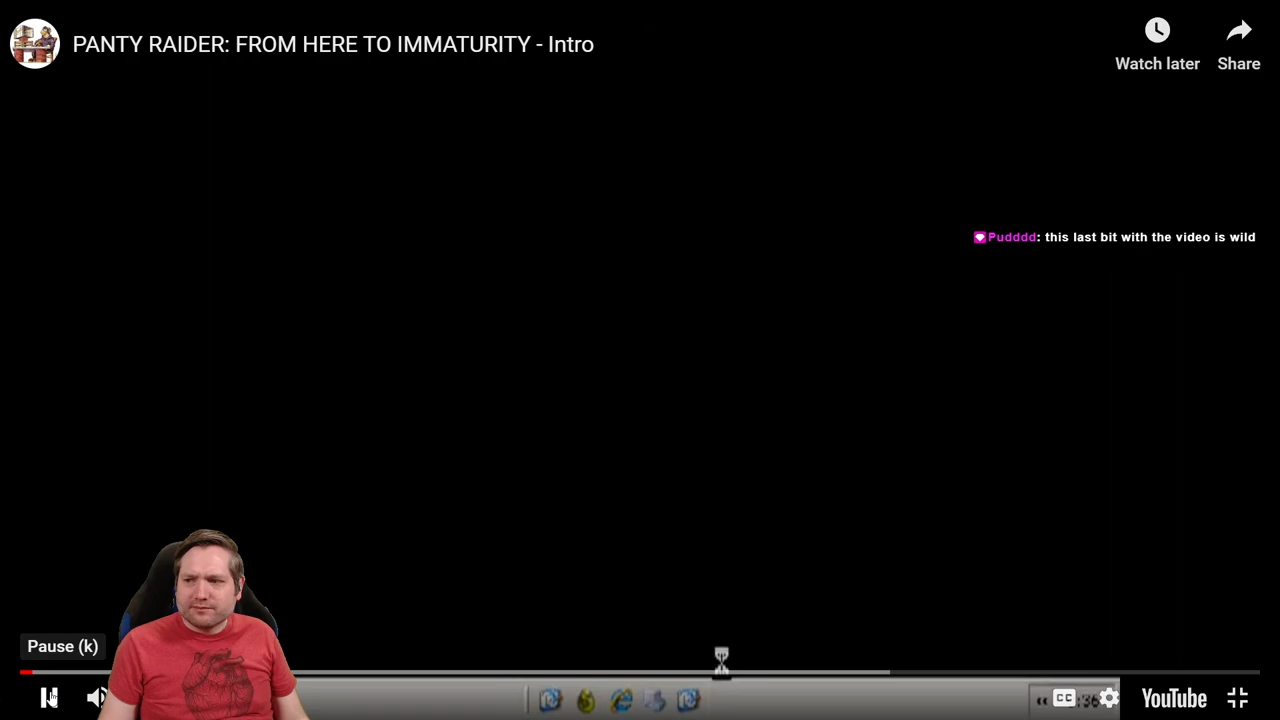 PANTY RAIDER: FROM HERE TO IMMATURITY - Intro
Watch later
Share
Pudddd: this last bit with the video is wild
Pause (k)
CC
YouTube